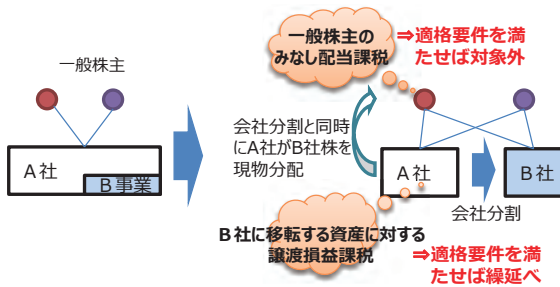 一般株主
A社
B事業
一般株主の
みなし配当課税
⇒適格要件を満
たせば対象外
会社分割と同時
にA社がB社株を
現物分配
A社
B社
会社分割
B社に移転する資産に対する
譲渡損益課税
⇒適格要件を満
たせば繰延べ